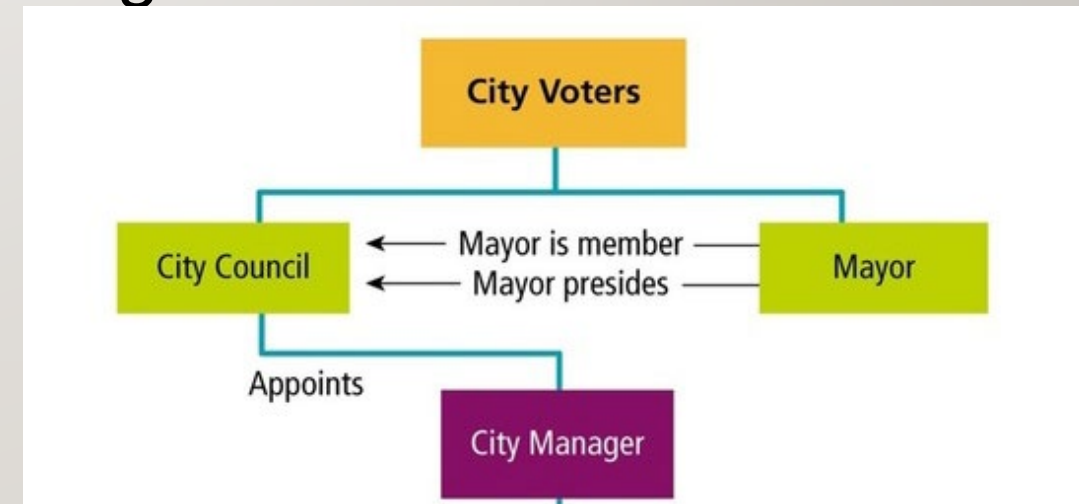 City Voters
City Council
Mayor is member
Mayor presides
Mayor
Appoints
City Manager